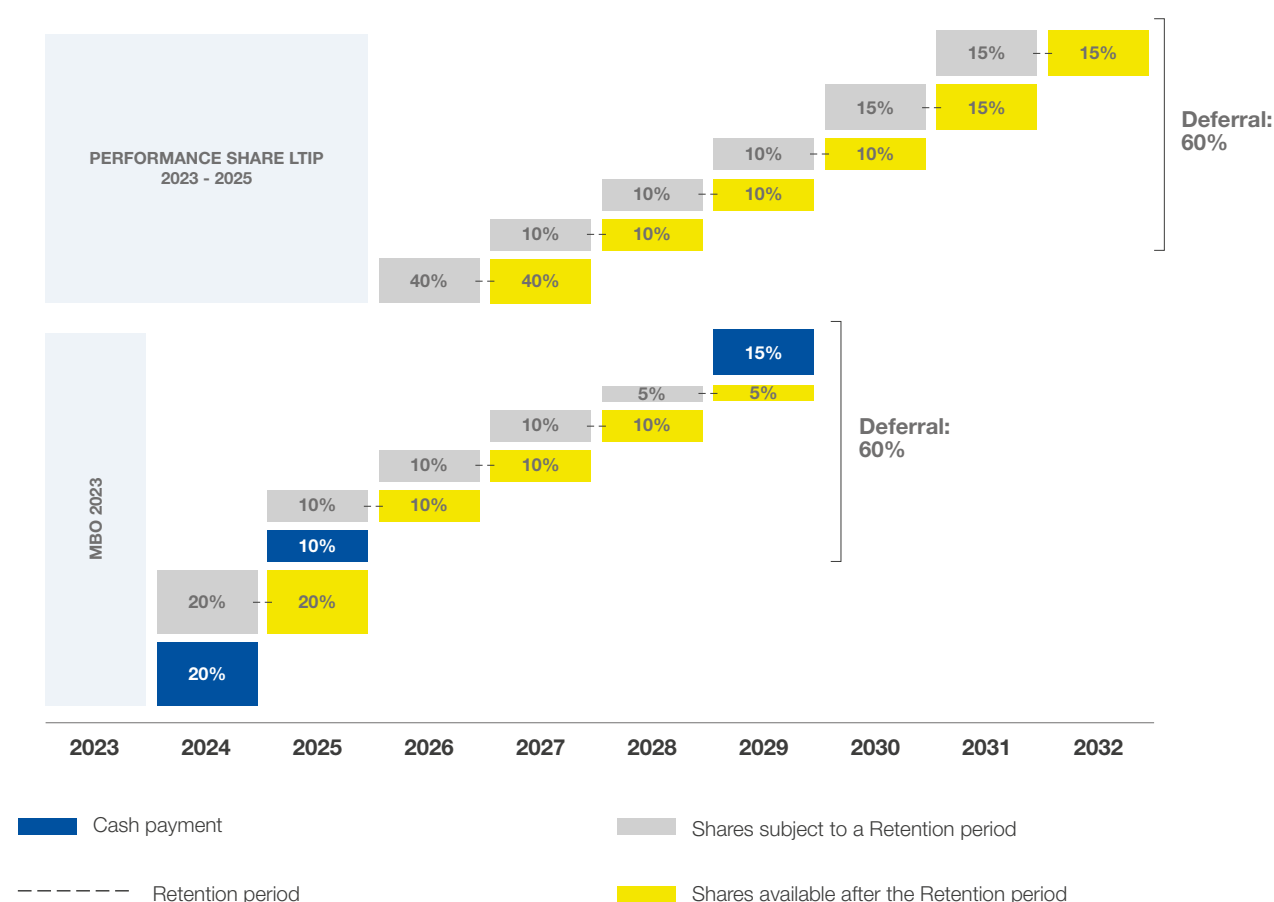 15% 15%
Deferral:
60%
15% 15%
10% 10%
PERFORMANCE SHARE LTIP
2023 - 2025
10% 10%
10% 10%
40% 40%
15%
5% 5%
Deferral:
60%
10% 10%
10% 10%
MBO 2023
10% 10%
10%
20% 20%
20%
2023 2024 2025 2026 2027 2028 2029 2030 2031 2032
Cash payment
Shares subject to a Retention period
Retention period
Shares available after the Retention period